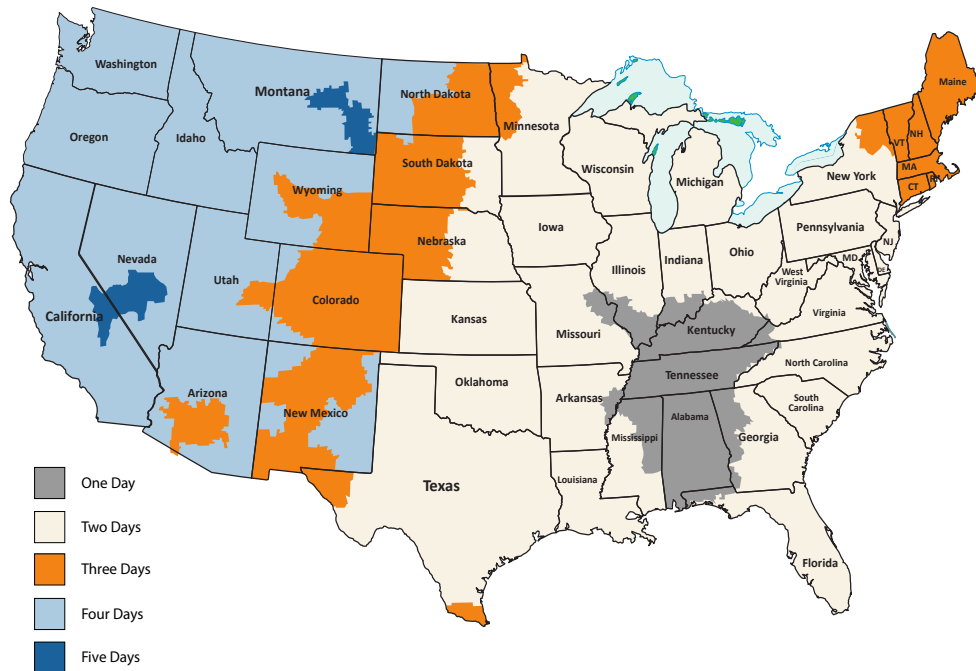 Washington
Montana
North Dakota
Minnesota
Maine
Oregon
Idaho
South Dakota
Wisconsin
Michigan
New York
VT
NH
MA
CT
RI
Wyoming
Nebraska
Iowa
Illinois
Indiana
Ohio
Pennsylvania
NJ
MD
DE
West
Virginia
Virginia
Nevada
Utah
Colorado
Kansas
Missouri
Kentucky
California
Arizona
New Mexico
Oklahoma
Arkansas
Tennessee
North Carolina
South
Carolina
Mississippi
Alabama
Georgia
Texas
Louisiana
Florida
One Day
Two Days
Three Days
Four Days
Five Days